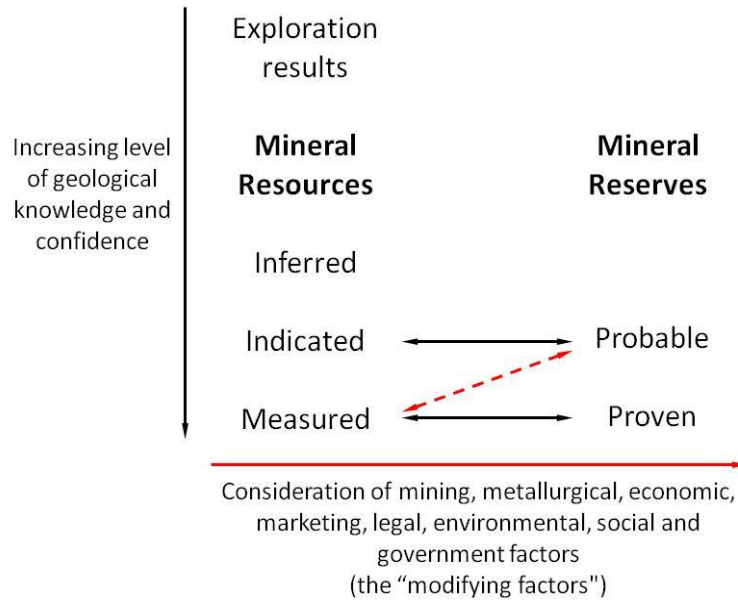 Exploration
results
Increasing level
of geological
knowledge and
confidence
Mineral
Resources
Mineral
Reserves
Inferred
Indicated
Probable
Measured
Proven
Consideration of mining, metallurgical, economic,
marketing, legal, environmental, social and
government factors
(the “modifying factors")